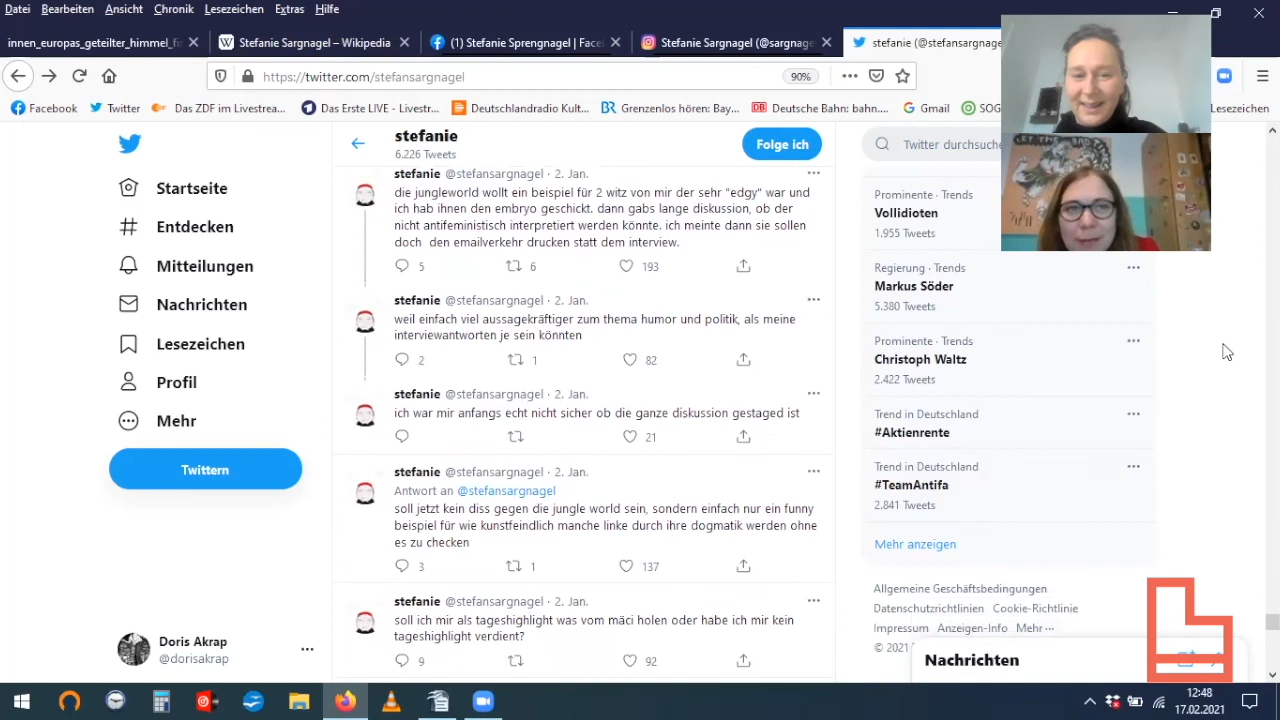 Datei Bearbeiten Ansicht Chronik Lesezeichen Extras Hilfe
innen_europas_geteilter_himmel_fi
Stefanie Sargnagel – Wikipedia
(1) Stefanie Sprengnagel | Face
Stefanie Sargnagel (@sargnage
stefanie (@stefansargnage
https://twitter.com/stefansargnagel
90%
Facebook
Twitter
Das ZDF im Livestrea...
Das Erste LIVE - Livestr...
Deutschlandradio Kult...
Grenzenlos hören: Bay...
DB Deutsche Bahn: bahn....
Gmail
SOG
Lesezeichen
Startseite
Entdecken
Mitteilungen
Nachrichten
Lesezeichen
Profil
Mehr
Twittern
Doris Akrap
@dorisakrap
stefanie
6.226 Tweets
Folge ich
stefanie @stefansargnagel · 2. Jan.
die jungleworld wollt ein beispiel für 2 witz von mir der sehr "edgy" war und
ich hab ihnen den embryo geschickt. dann gabs lange diskussion, ob der
nicht antifeministisch interpretiert werden könnte. ich meinte dann sie sollen
doch den emailverkehr drucken statt dem interview.
5 6 193
stefanie @stefansargnagel · 2. Jan.
weil einfach viel aussagekräftiger zum thema humor und politik, als meine
interviewantworten je sein könnten
2 1 82
stefanie @stefansargnagel · 2. Jan.
ich war mir anfangs echt nicht sicher ob die ganze diskussion gestaged ist
21
stefanie @stefansargnagel · 2. Jan.
Antwort an @stefansargnagel
soll jetzt kein diss gegen die jungle world sein, sondern einfach nur ein funny
beispiel für wie kunstfeindlich manche linke durch ihre dogmatik werden ohne
es zu checken
3 1 137
stefanie @stefansargnagel · 2. Jan.
soll ich mir als tageshighlight was vom mäci holen oder habe ich mir kein
tageshighlight verdient?
9 92
Twitter durchsuche
Prominente · Trends
Vollidioten
1.955 Tweets
Regierung · Trends
Markus Söder
5.380 Tweets
Prominente · Trends
Christoph Waltz
2.422 Tweets
Trend in Deutschland
#Aktienrente
Trend in Deutschland
#TeamAntifa
2.841 Tweets
Mehr anzeigen
Allgemeine Geschäftsbedingungen
Datenschutzrichtlinien Cookie-Richtlinie
Impressum Anzeigen-Info Mehr ···
© 2021
Nachrichten
12:48
17.02.2021